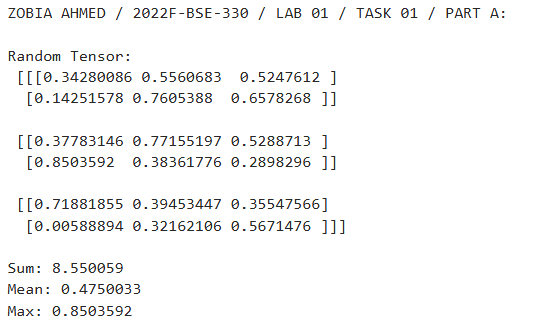 ZOBIA AHMED / 2022F-BSE-330 / LAB 01 / TASK 01 / PART A:
Random Tensor:
[[[0.34280086 0.5560683  0.5247612 ]
[0.14251578 0.7605388  0.6578268 ]]
[[0.37783146 0.77155197 0.5288713 ]
[0.8503592  0.38361776 0.2898296 ]]
[[0.71881855 0.39453447 0.35547566]
[0.00588894 0.32162106 0.5671476 ]]]
Sum: 8.550059
Mean: 0.4750033
Max: 0.8503592